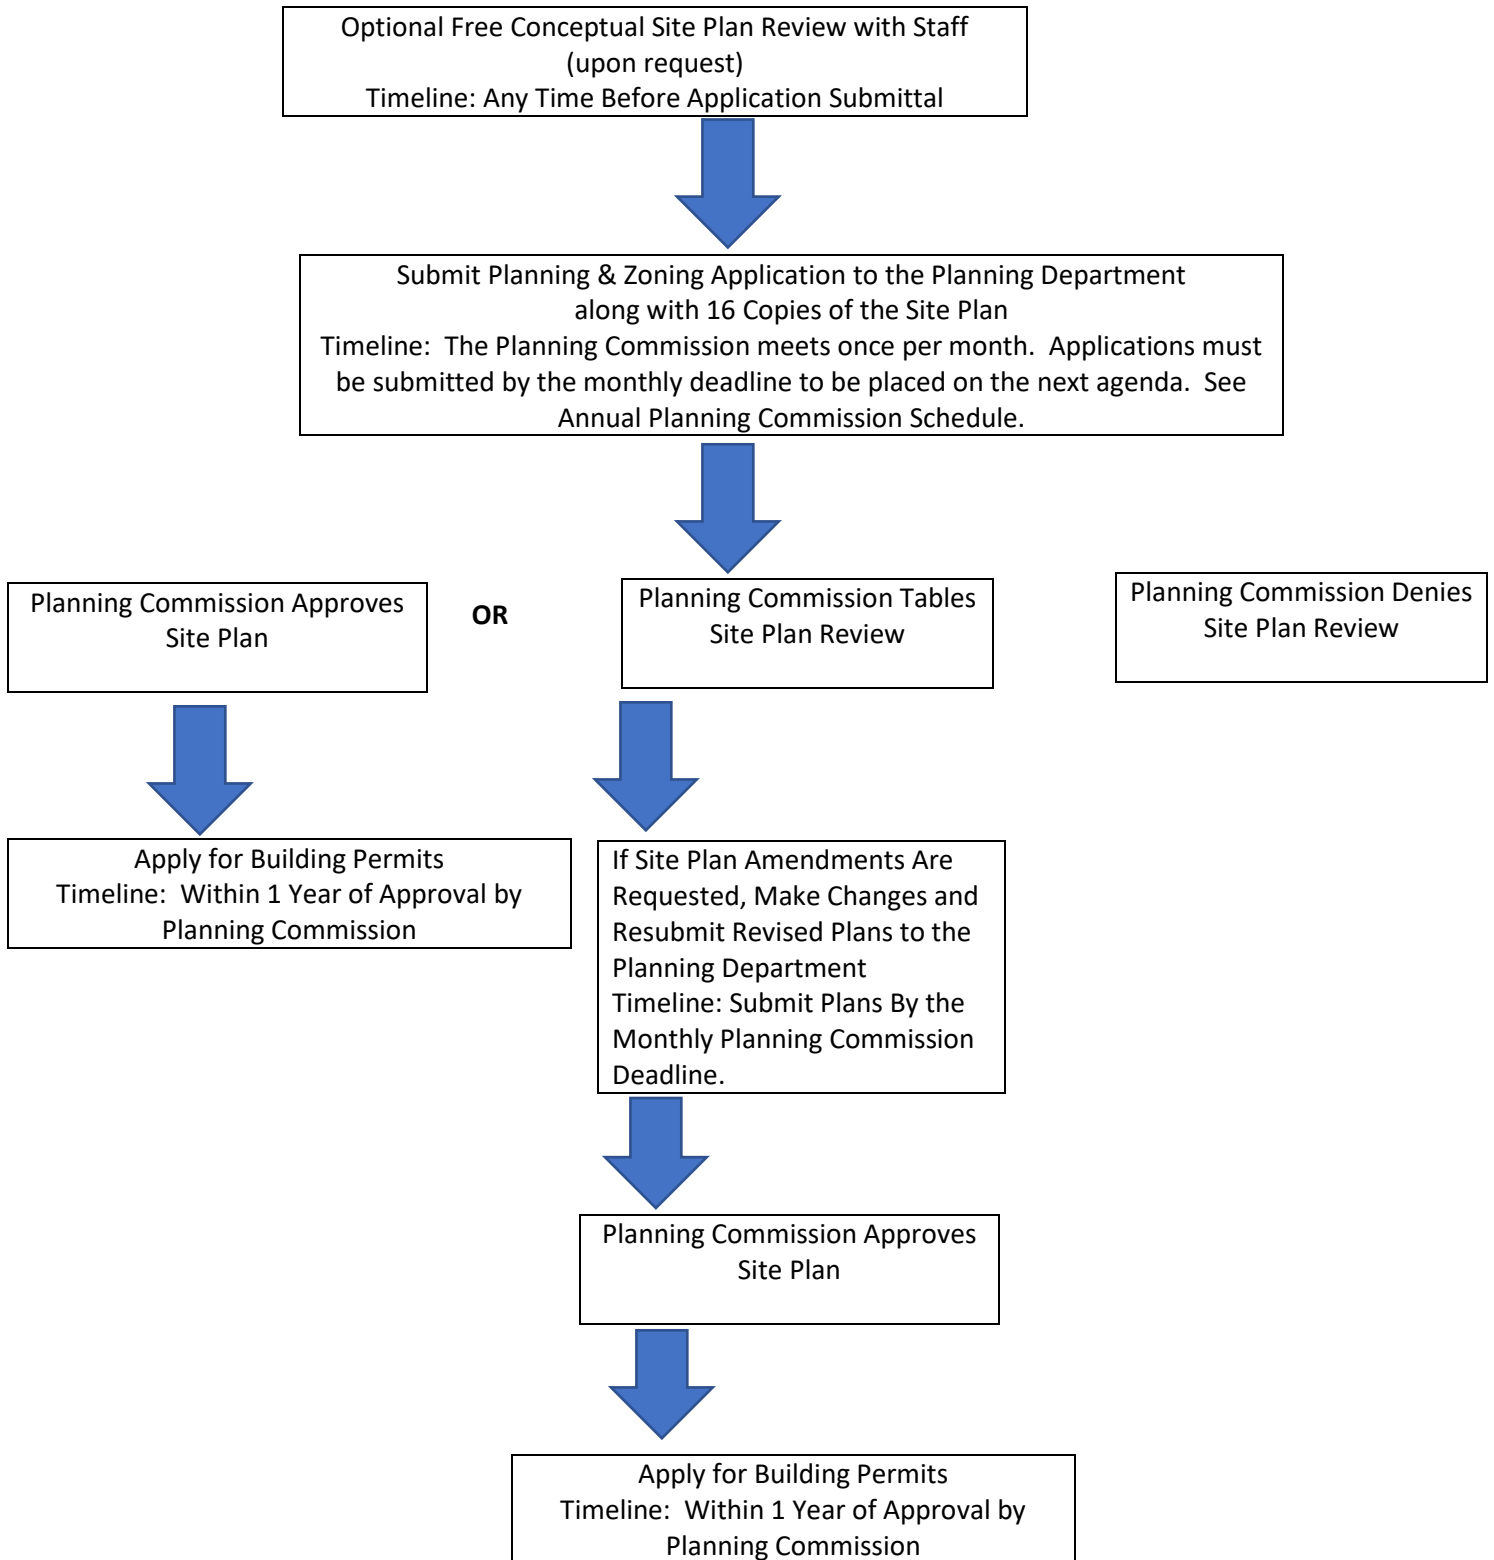 Optional Free Conceptual Site Plan Review with Staff
(upon request)
Timeline: Any Time Before Application Submittal
Submit Planning & Zoning Application to the Planning Department
along with 16 Copies of the Site Plan
Timeline:  The Planning Commission meets once per month.  Applications must
be submitted by the monthly deadline to be placed on the next agenda.  See
Annual Planning Commission Schedule.
Planning Commission Approves
Site Plan
OR
Planning Commission Tables
Site Plan Review
Planning Commission Denies
Site Plan Review
Apply for Building Permits
Timeline:  Within 1 Year of Approval by
Planning Commission
If Site Plan Amendments Are
Requested, Make Changes and
Resubmit Revised Plans to the
Planning Department
Timeline: Submit Plans By the
Monthly Planning Commission
Deadline.
Planning Commission Approves
Site Plan
Apply for Building Permits
Timeline:  Within 1 Year of Approval by
Planning Commission